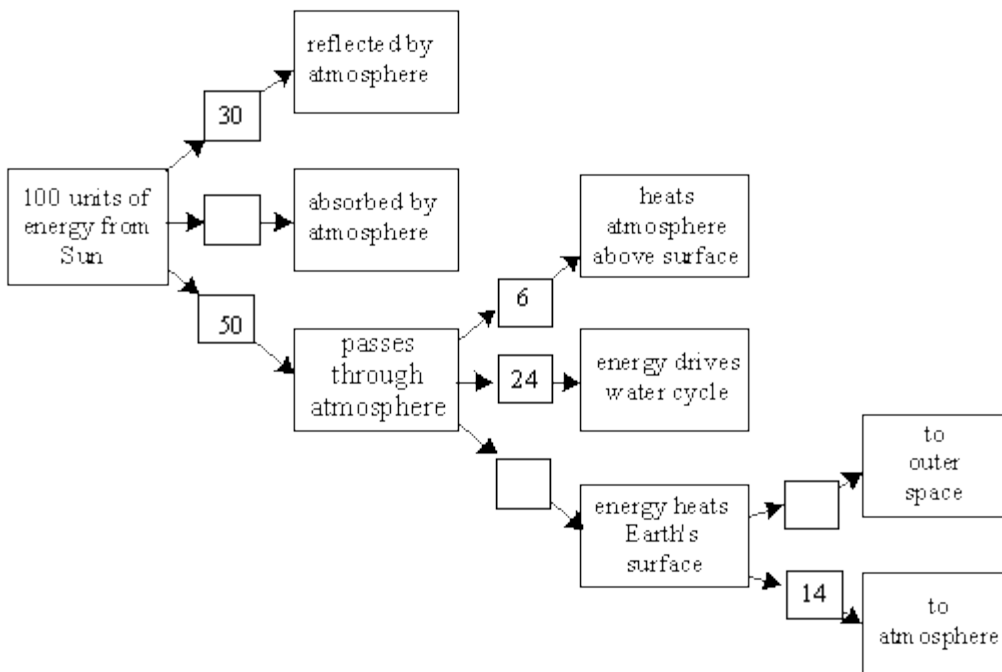 reflected by
atmosphere
30
100 units of
energy from
Sun
absorbed by
atmosphere
50
passes
through
atmosphere
6
heats
atmosphere
above surface
24
energy drives
water cycle
energy heats
Earth's
surface
to
outer
space
14
to
atmosphere